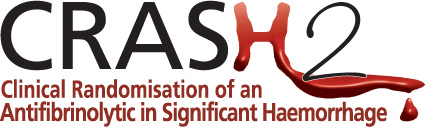 CRASH2
Clinical Randomisation of an
Antifibrinolytic in Significant Haemorrhage